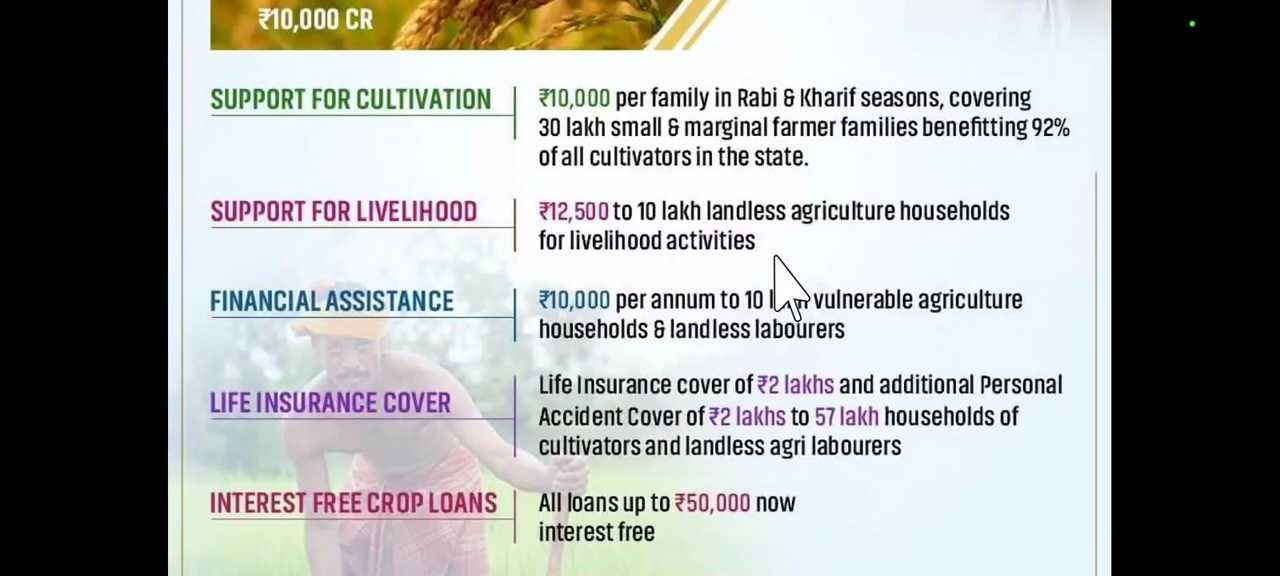 ₹10,000 CR
SUPPORT FOR CULTIVATION
₹10,000 per family in Rabi & Kharif seasons, covering
30 lakh small & marginal farmer families benefitting 92%
of all cultivators in the state.
SUPPORT FOR LIVELIHOOD
₹12,500 to 10 lakh landless agriculture households
for livelihood activities
FINANCIAL ASSISTANCE
₹10,000 per annum to 10 vulnerable agriculture
households & landless labourers
LIFE INSURANCE COVER
Life Insurance cover of ₹2 lakhs and additional Personal
Accident Cover of ₹2 lakhs to 57 lakh households of
cultivators and landless agri labourers
INTEREST FREE CROP LOANS
All loans up to ₹50,000 now
interest free